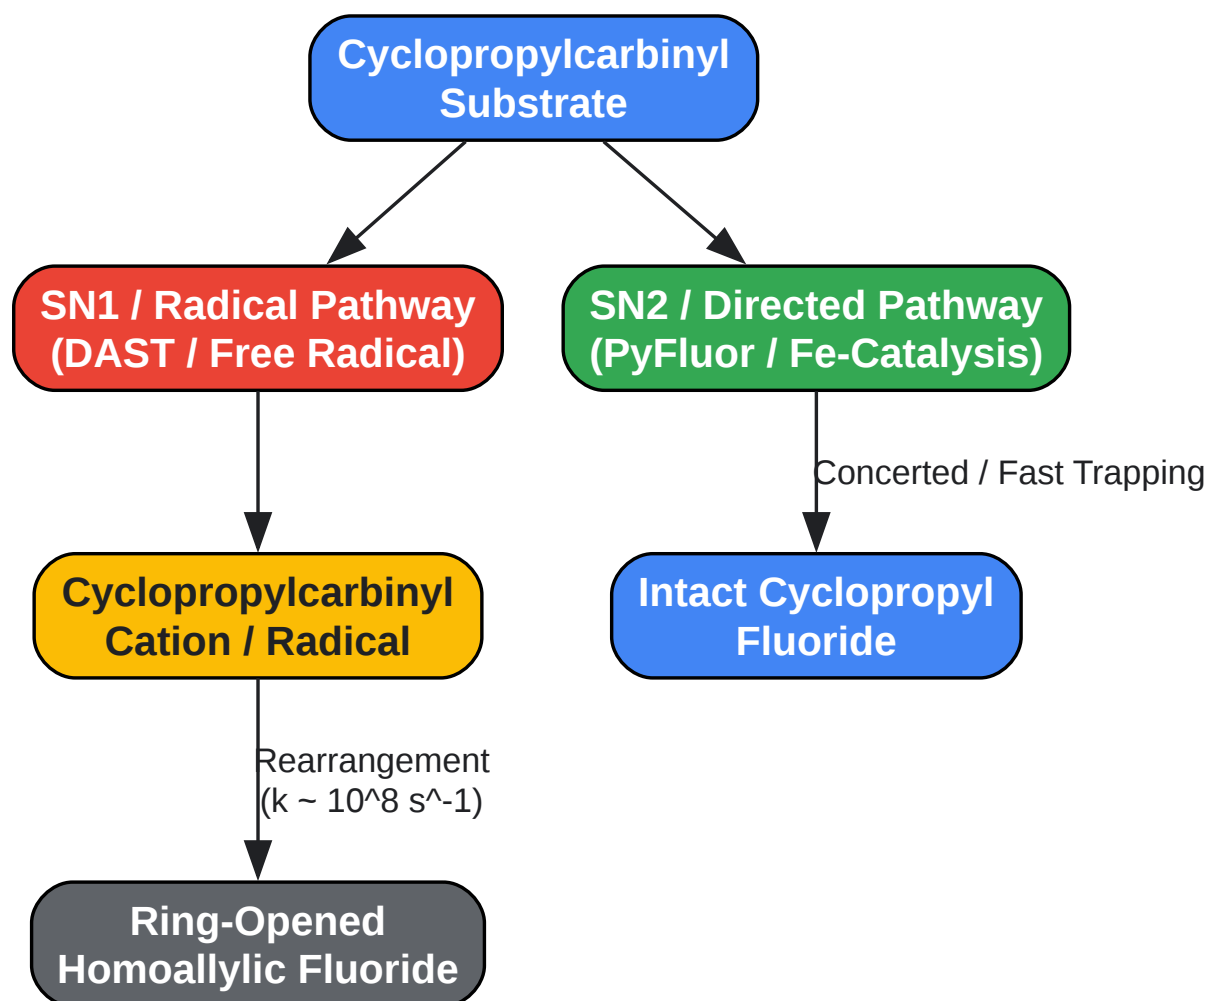 Cyclopropylcarbinyl
Substrate
SN1 / Radical Pathway
(DAST / Free Radical)
SN2 / Directed Pathway
(PyFluor / Fe-Catalysis)
Concerted / Fast Trapping
Cyclopropylcarbinyl
Cation / Radical
Intact Cyclopropyl
Fluoride
Rearrangement
(k ~ 10^8 s^-1)
Ring-Opened
Homoallylic Fluoride